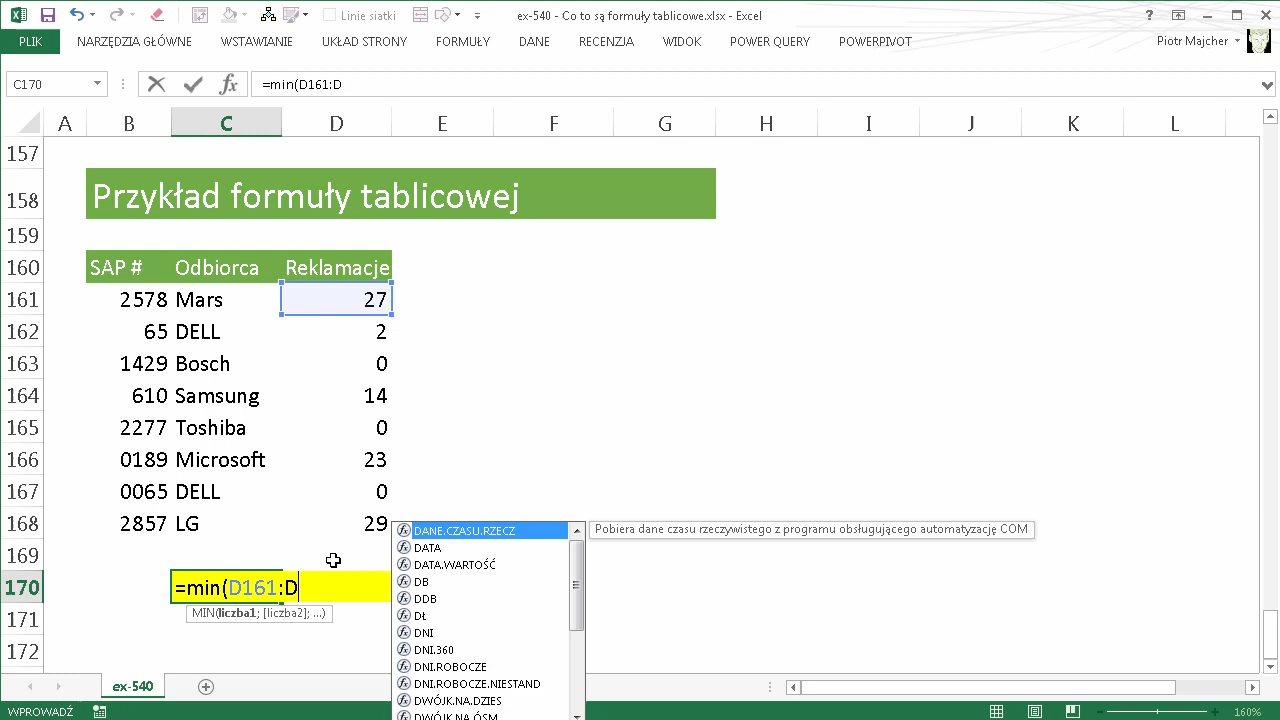 Linie siatki
ex-540 - Co to są formuły tablicowe.xlsx - Excel
?
PLIK NARZĘDZIA GŁÓWNE WSTAWIANIE UKŁAD STRONY FORMUŁY DANE RECENZJA WIDOK POWER QUERY POWERPIVOT Piotr Majcher
C170 fx =min(D161:D
A B C D E F G H I J K L
157
158 Przykład formuły tablicowej
159
160 SAP # Odbiorca Reklamacje
161 2578 Mars 27
162 65 DELL 2
163 1429 Bosch 0
164 610 Samsung 14
165 2277 Toshiba 0
166 0189 Microsoft 23
167 0065 DELL 0
168 2857 LG 29
169
170 =min(D161:D
171
172
MIN(liczba1; [liczba2]; ...)
DANE.CZASU.RZECZ
Pobiera dane czasu rzeczywistego z programu obsługującego automatyzację COM
DATA
DATA.WARTOŚĆ
DB
DDB
DŁ
DNI
DNI.360
DNI.ROBOCZE
DNI.ROBOCZE.NIESTAND
DWÓJK.NA.DZIES
ex-540
WPROWADŹ
160%